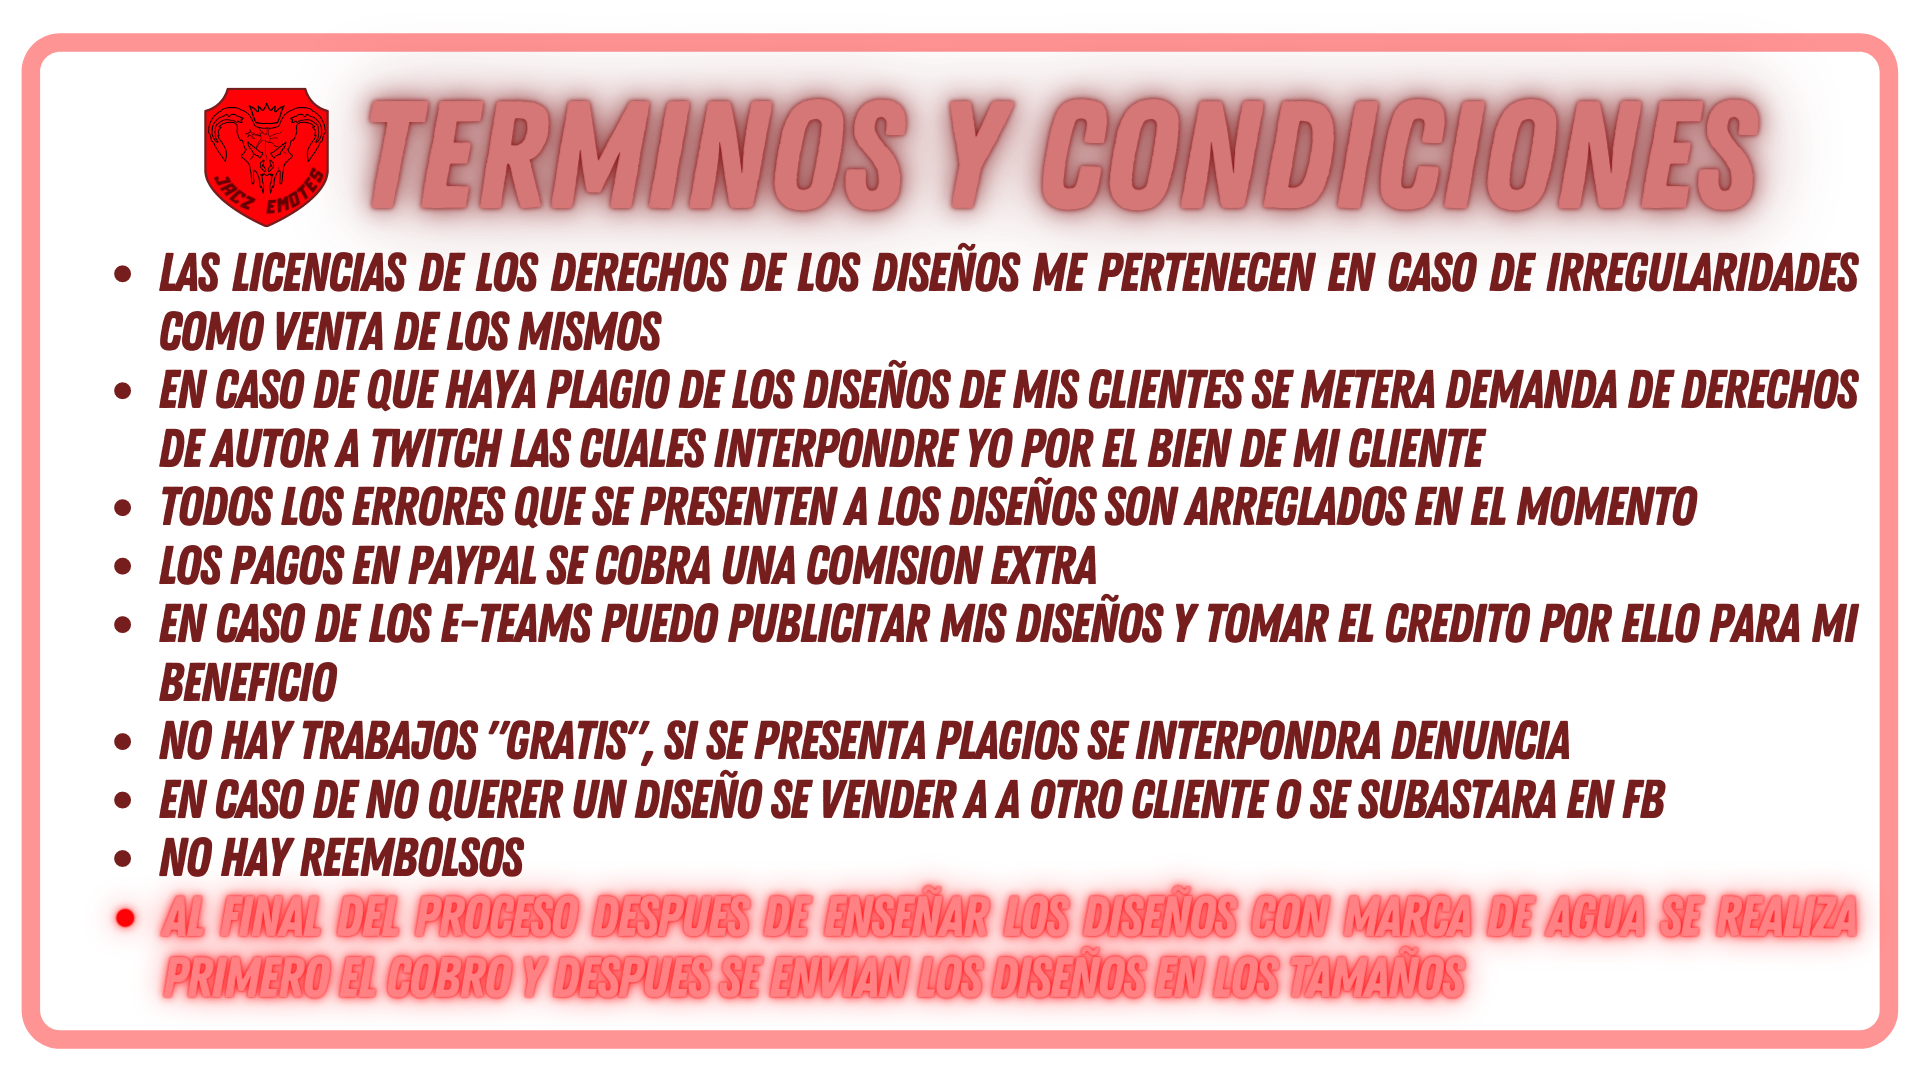 JACZ EMOTES
TERMINOS Y CONDICIONES
• LAS LICENCIAS DE LOS DERECHOS DE LOS DISEÑOS ME PERTENECEN EN CASO DE IRREGULARIDADES
COMO VENTA DE LOS MISMOS
• EN CASO DE QUE HAYA PLAGIO DE LOS DISEÑOS DE MIS CLIENTES SE METERA DEMANDA DE DERECHOS
DE AUTOR A TWITCH LAS CUALES INTERPONDRE YO POR EL BIEN DE MI CLIENTE
• TODOS LOS ERRORES QUE SE PRESENTEN A LOS DISEÑOS SON ARREGLADOS EN EL MOMENTO
• LOS PAGOS EN PAYPAL SE COBRA UNA COMISION EXTRA
• EN CASO DE LOS E-TEAMS PUEDO PUBLICITAR MIS DISEÑOS Y TOMAR EL CREDITO POR ELLO PARA MI
BENEFICIO
• NO HAY TRABAJOS "GRATIS", SI SE PRESENTA PLAGIOS SE INTERPONDRA DENUNCIA
• EN CASO DE NO QUERER UN DISEÑO SE VENDER A A OTRO CLIENTE O SE SUBASTARA EN FB
• NO HAY REEMBOLSOS
• AL FINAL DEL PROCESO DESPUES DE ENSEÑAR LOS DISEÑOS CON MARCA DE AGUA SE REALIZA
PRIMERO EL COBRO Y DESPUES SE ENVIAN LOS DISEÑOS EN LOS TAMAÑOS